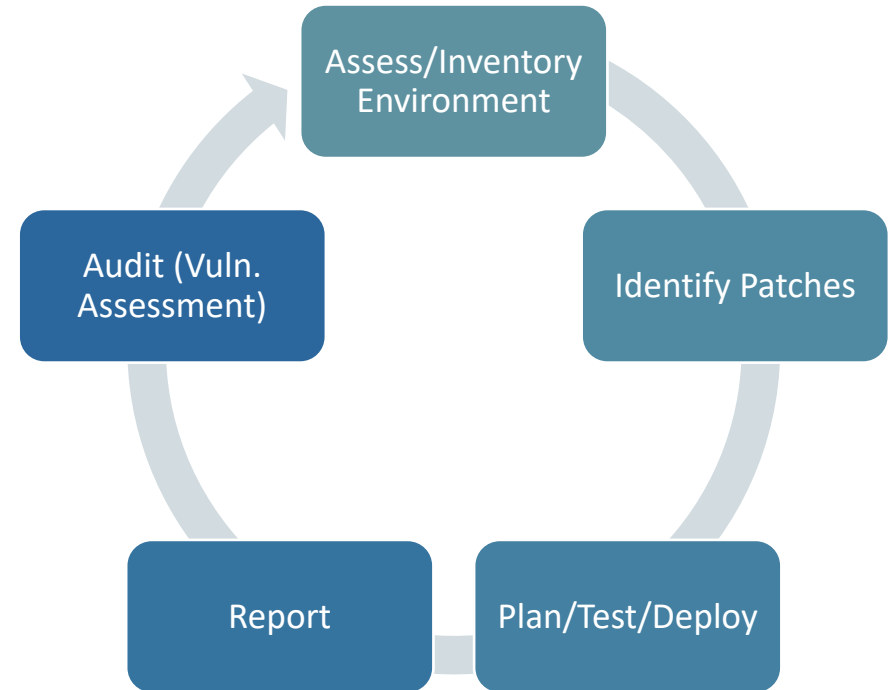 Assess/Inventory
Environment
Identify Patches
Plan/Test/Deploy
Report
Audit (Vuln.
Assessment)